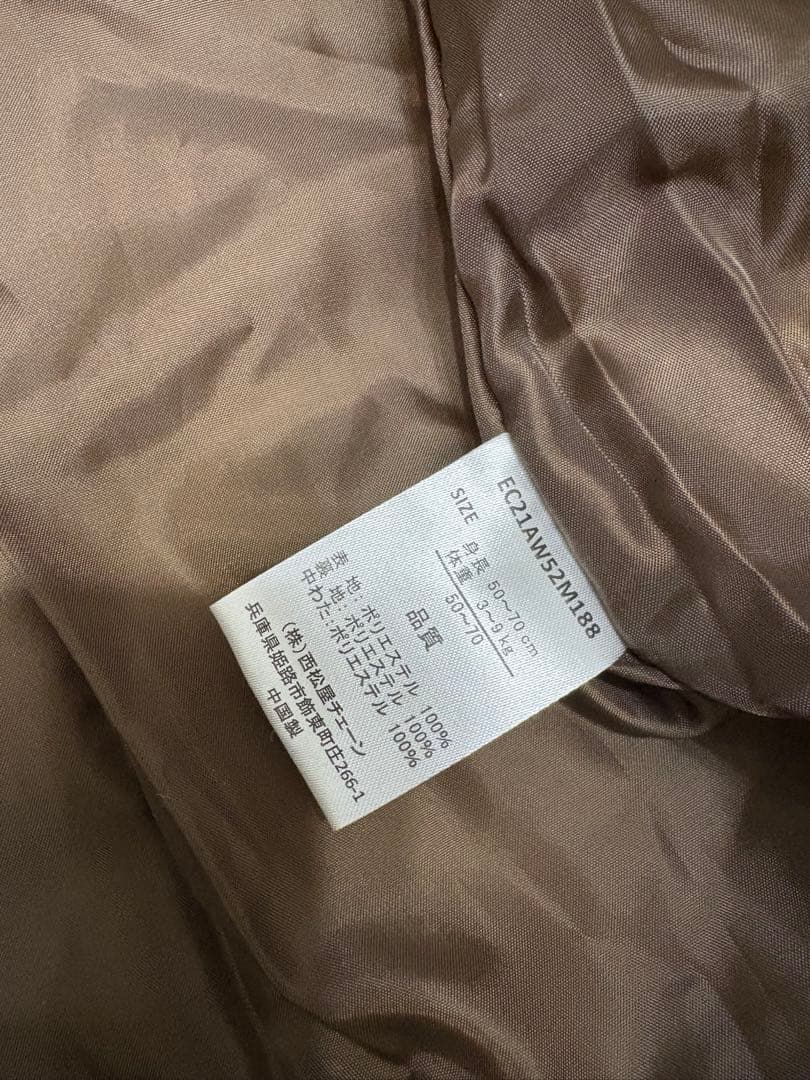 EC21AW52M188
SIZE 身長 50～70 cm
体重 3～9 kg
50～70
品質
表 地：ポリエステル 100%
裏 地：ポリエステル 100%
中わた：ポリエステル 100%
(株)西松屋チェーン
兵庫県姫路市飾東町庄266-1
中国製